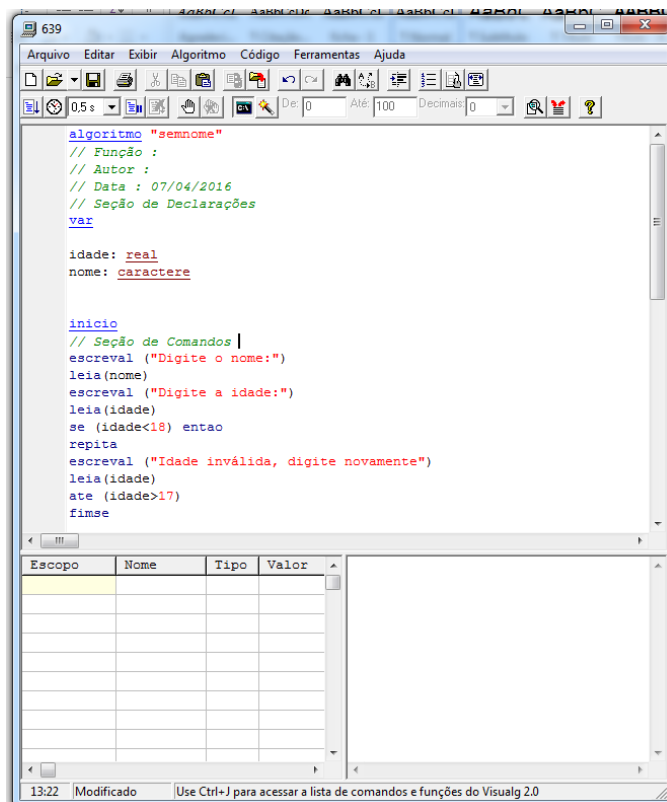 639
Arquivo Editar Exibir Algoritmo Código Ferramentas Ajuda
0,5 s De: 0 Até: 100 Decimais: 0
algoritmo "semnome"
// Função :
// Autor :
// Data : 07/04/2016
// Seção de Declarações
var
idade: real
nome: caractere
inicio
// Seção de Comandos
escreval ("Digite o nome:")
leia(nome)
escreval ("Digite a idade:")
leia(idade)
se (idade<18) entao
repita
escreval ("Idade inválida, digite novamente")
leia(idade)
ate (idade>17)
fimse
Escopo Nome Tipo Valor
13:22 Modificado Use Ctrl+J para acessar a lista de comandos e funções do Visualg 2.0